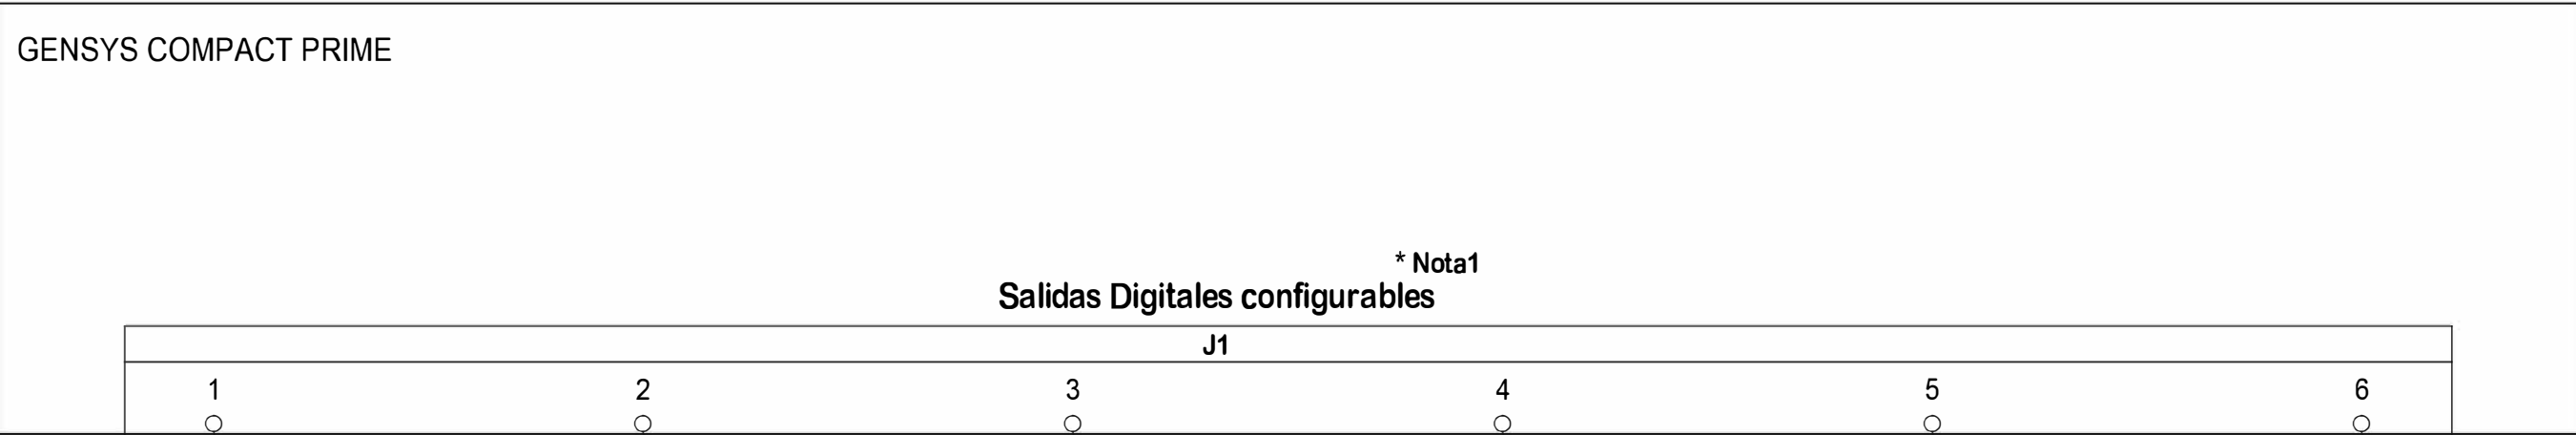 GENSYS COMPACT PRIME
* Nota1
Salidas Digitales configurables
J1
1 2 3 4 5 6